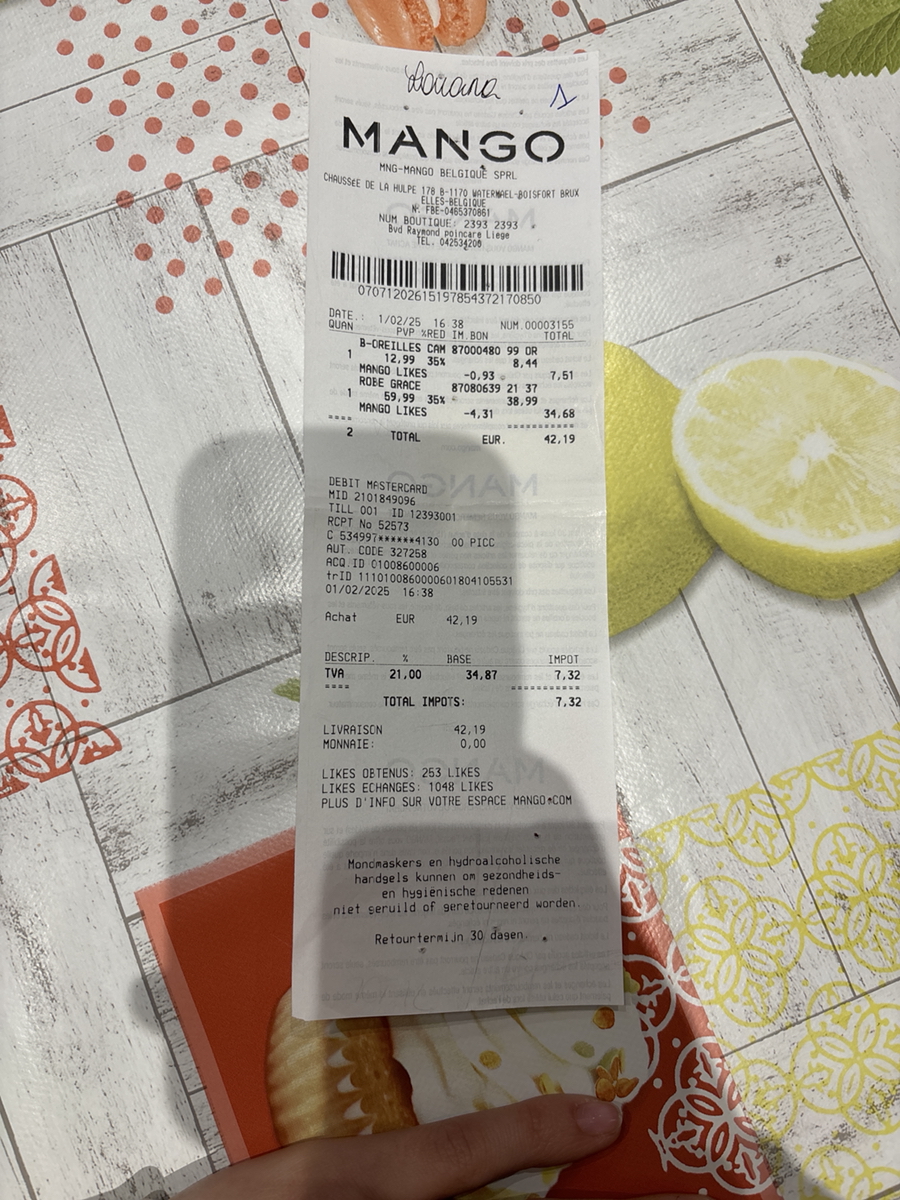 1
MANGO
MNG-MANGO BELGIQUE SPRL
CHAUSSéE DE LA HULPE 178 B-1170 WATERMAEL-BOISFORT BRUX
ELLES-BELGIQUE
N. FBE-0465370861
NUM BOUTIQUE: 2393 2393
Bvd Raymond poincare Liege
TEL. 042534200
2
07071202615197854372170850
DATE.: 1/02/25 16 38 NUM.00003155
QUAN PVP %RED IM.BON TOTAL
B-OREILLES CAM 87000480 99 OR
1 12,99 35% 8,44
MANGO LIKES -0,93 7,51
ROBE GRACE 87080639 21 37
1 59,99 35% 38,99
MANGO LIKES -4,31 34,68
==== ===========
2 TOTAL EUR. 42,19
DEBIT MASTERCARD
MID 2101849096
TILL 001 ID 12393001
RCPT No 52573
C 534997******4130 00 PICC
AUT. CODE 327258
ACQ.ID 01008600006
trID 1110100860000601804105531
01/02/2025 16:38
Achat EUR 42,19
DESCRIP. % BASE IMPOT
TVA 21,00 34,87 7,32
==== ===========
TOTAL IMPOTS: 7,32
LIVRAISON 42,19
MONNAIE: 0,00
LIKES OBTENUS: 253 LIKES
LIKES ECHANGES: 1048 LIKES
PLUS D'INFO SUR VOTRE ESPACE MANGO.COM
Mondmaskers en hydroalcoholische
handgels kunnen om gezondheids-
en hygiënische redenen
niet geruild of geretourneerd worden.
Retourtermijn 30 dagen.